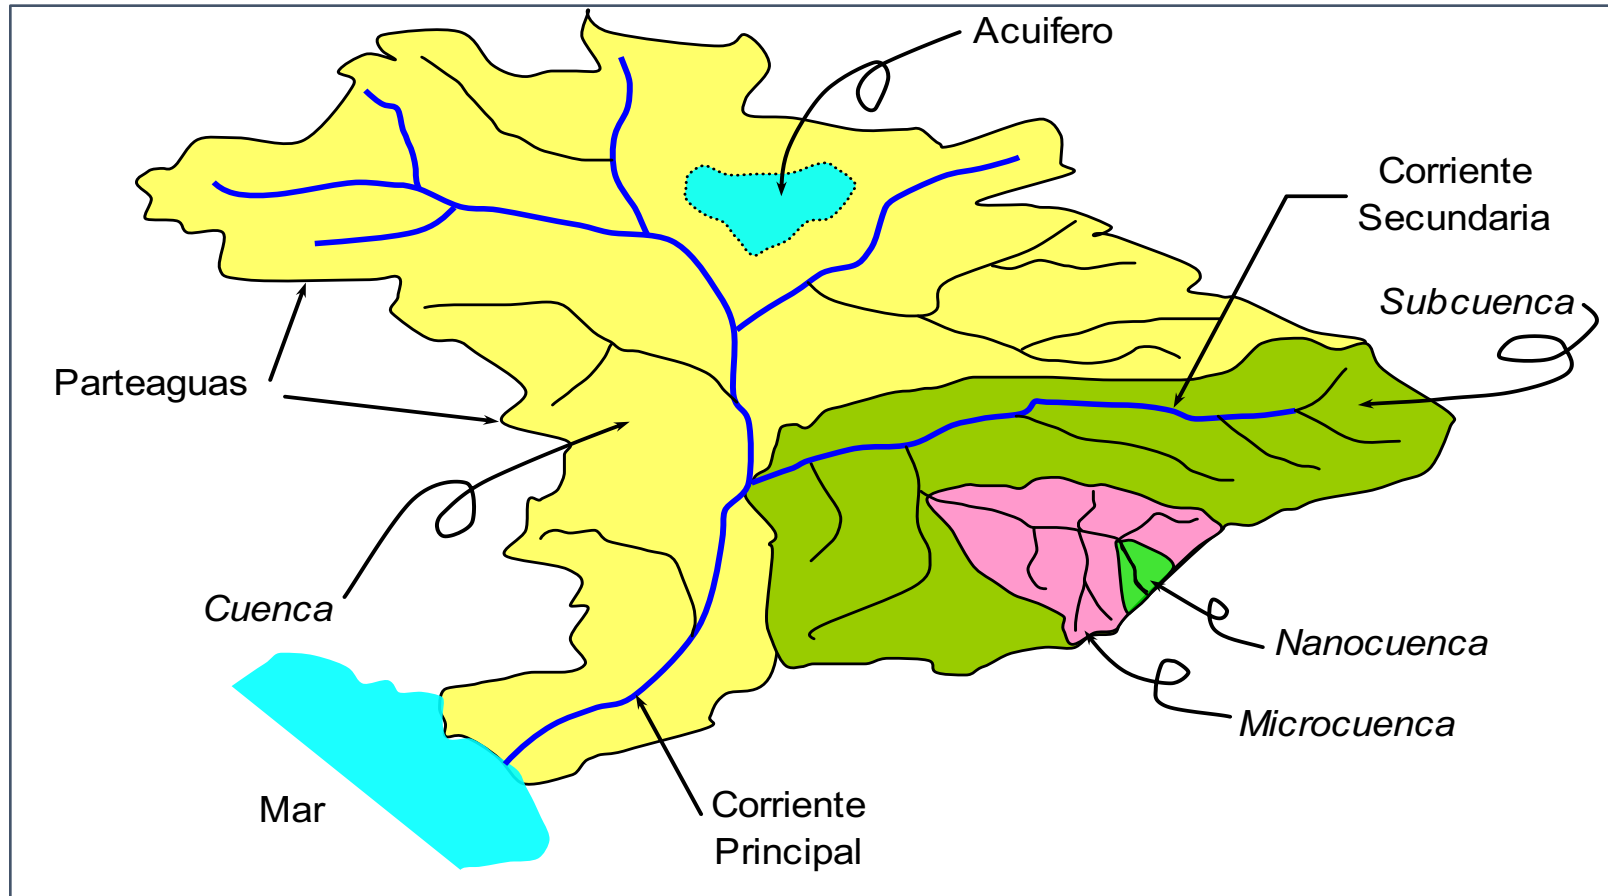 Acuifero
Corriente
Secundaria
Subcuenca
Parteaguas
Cuenca
Nanocuenca
Microcuenca
Mar
Corriente
Principal